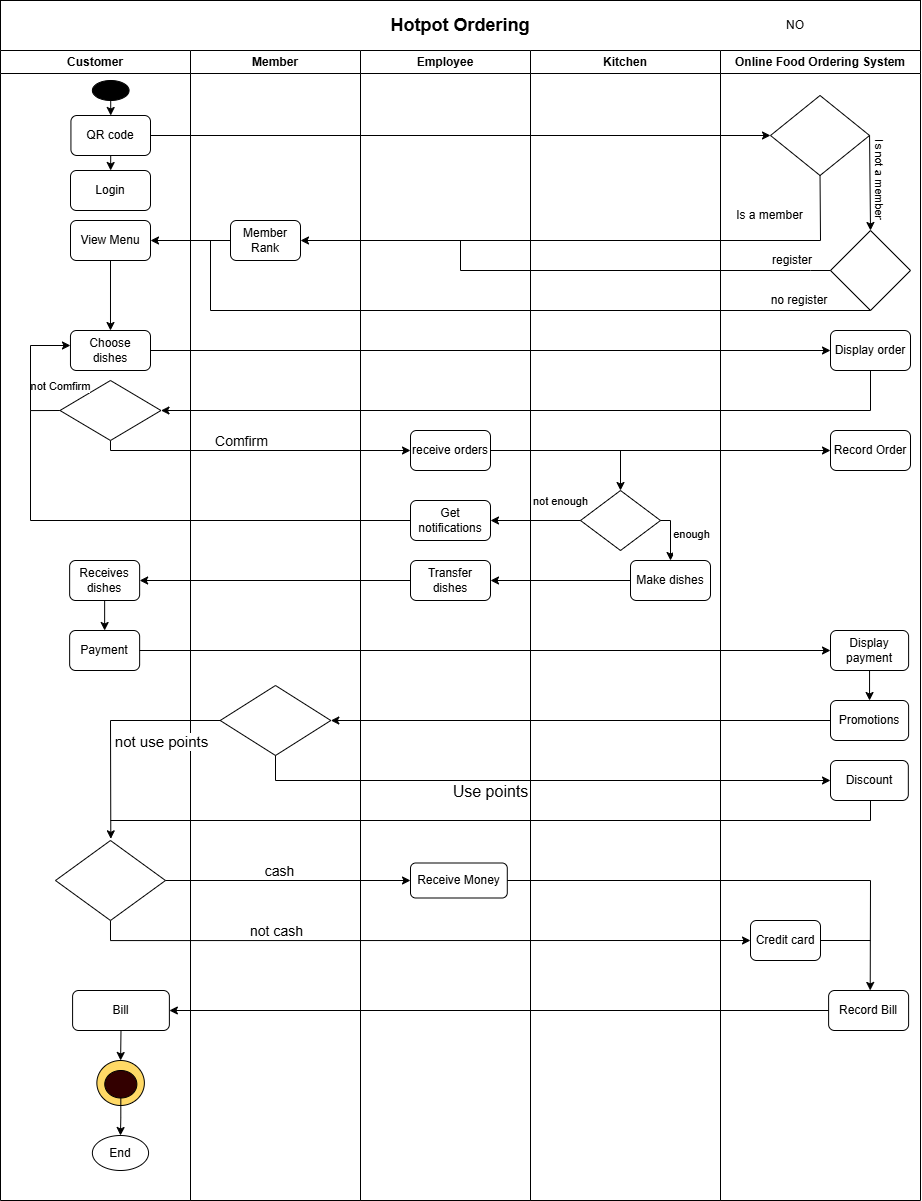 Hotpot Ordering
NO
Customer
Member
Employee
Kitchen
Online Food Ordering System
QR code
Is not a member
Login
Is a member
View Menu
Member
Rank
register
no register
Choose
dishes
Display order
not Comfirm
Comfirm
receive orders
Record Order
not enough
Get
notifications
enough
Receives
dishes
Transfer
dishes
Make dishes
Payment
Display
payment
Promotions
not use points
Discount
Use points
cash
Receive Money
not cash
Credit card
Bill
Record Bill
End